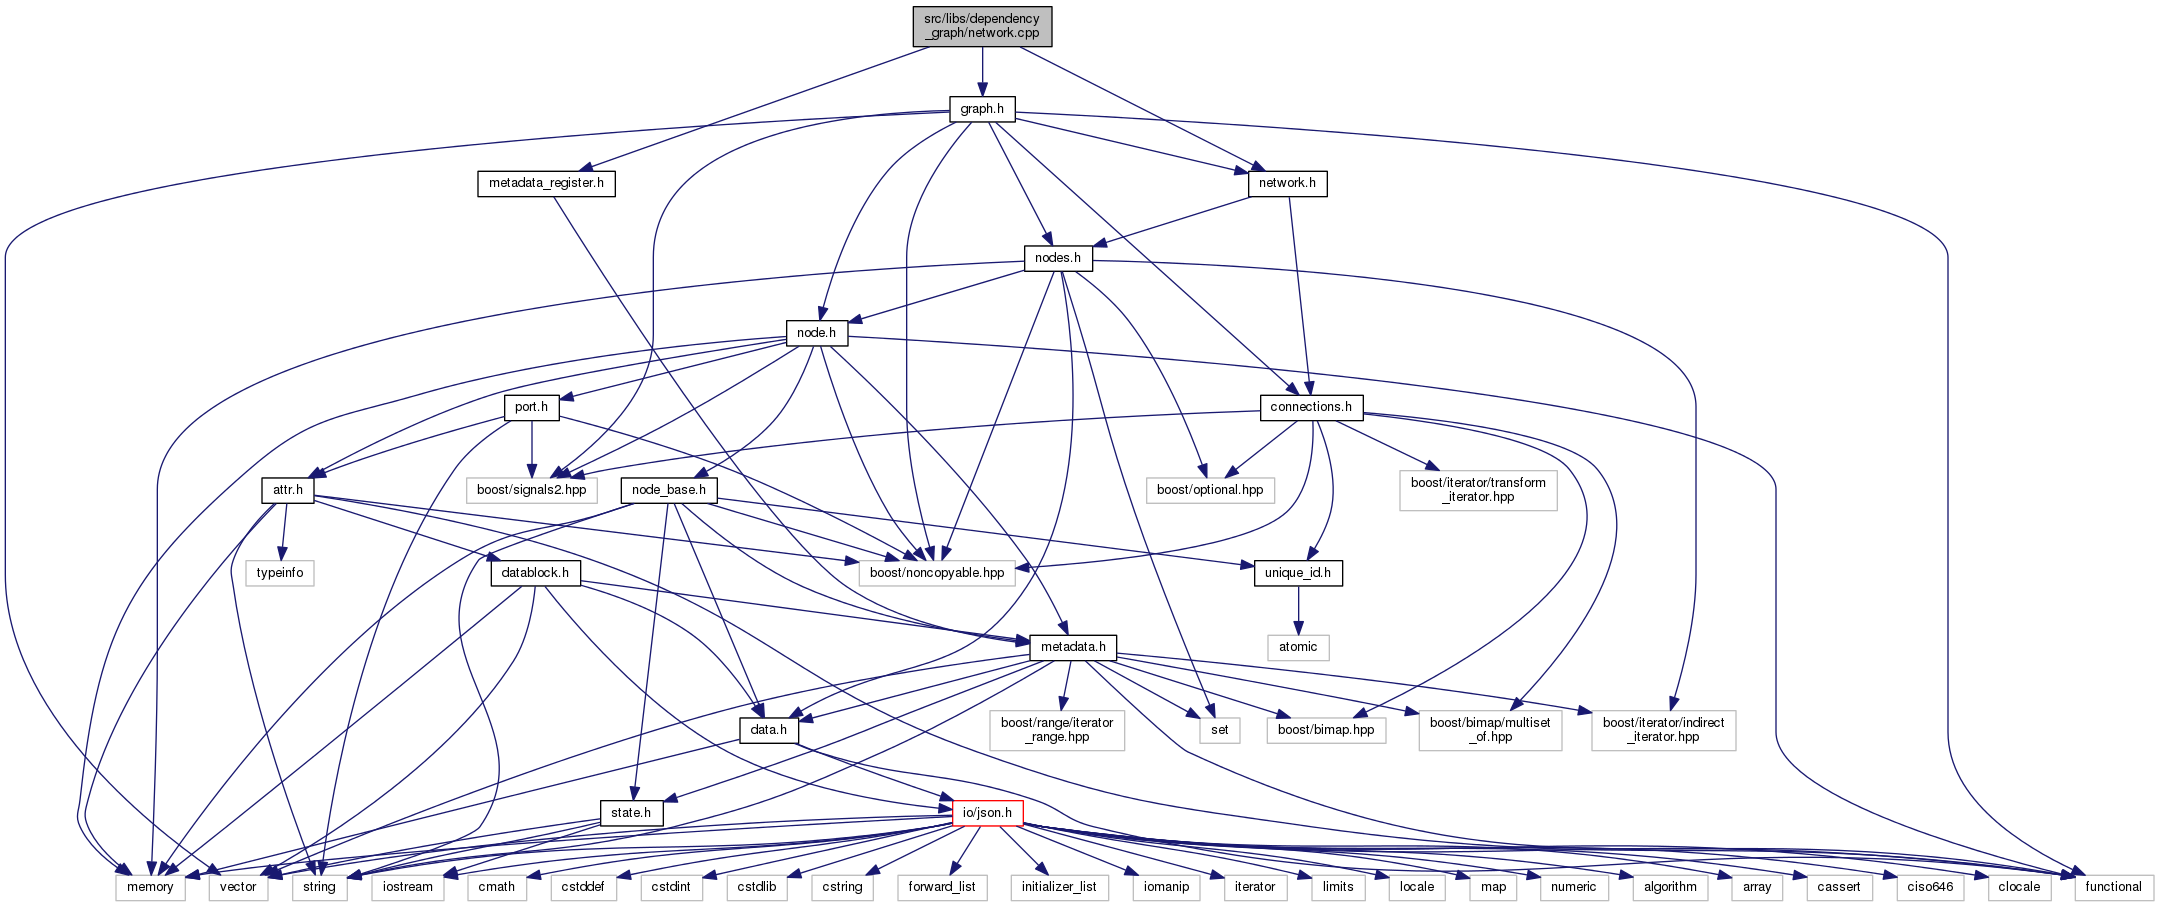 src/libs/dependency
_graph/network.cpp
graph.h
metadata_register.h
network.h
nodes.h
node.h
port.h
connections.h
attr.h
boost/signals2.hpp
node_base.h
boost/optional.hpp
boost/iterator/transform
_iterator.hpp
typeinfo
datablock.h
boost/noncopyable.hpp
unique_id.h
atomic
metadata.h
data.h
boost/range/iterator
_range.hpp
set
boost/bimap.hpp
boost/bimap/multiset
_of.hpp
boost/iterator/indirect
_iterator.hpp
state.h
io/json.h
memory
vector
string
iostream
cmath
cstddef
cstdint
cstdlib
cstring
forward_list
initializer_list
iomanip
iterator
limits
locale
map
numeric
algorithm
array
cassert
ciso646
clocale
functional